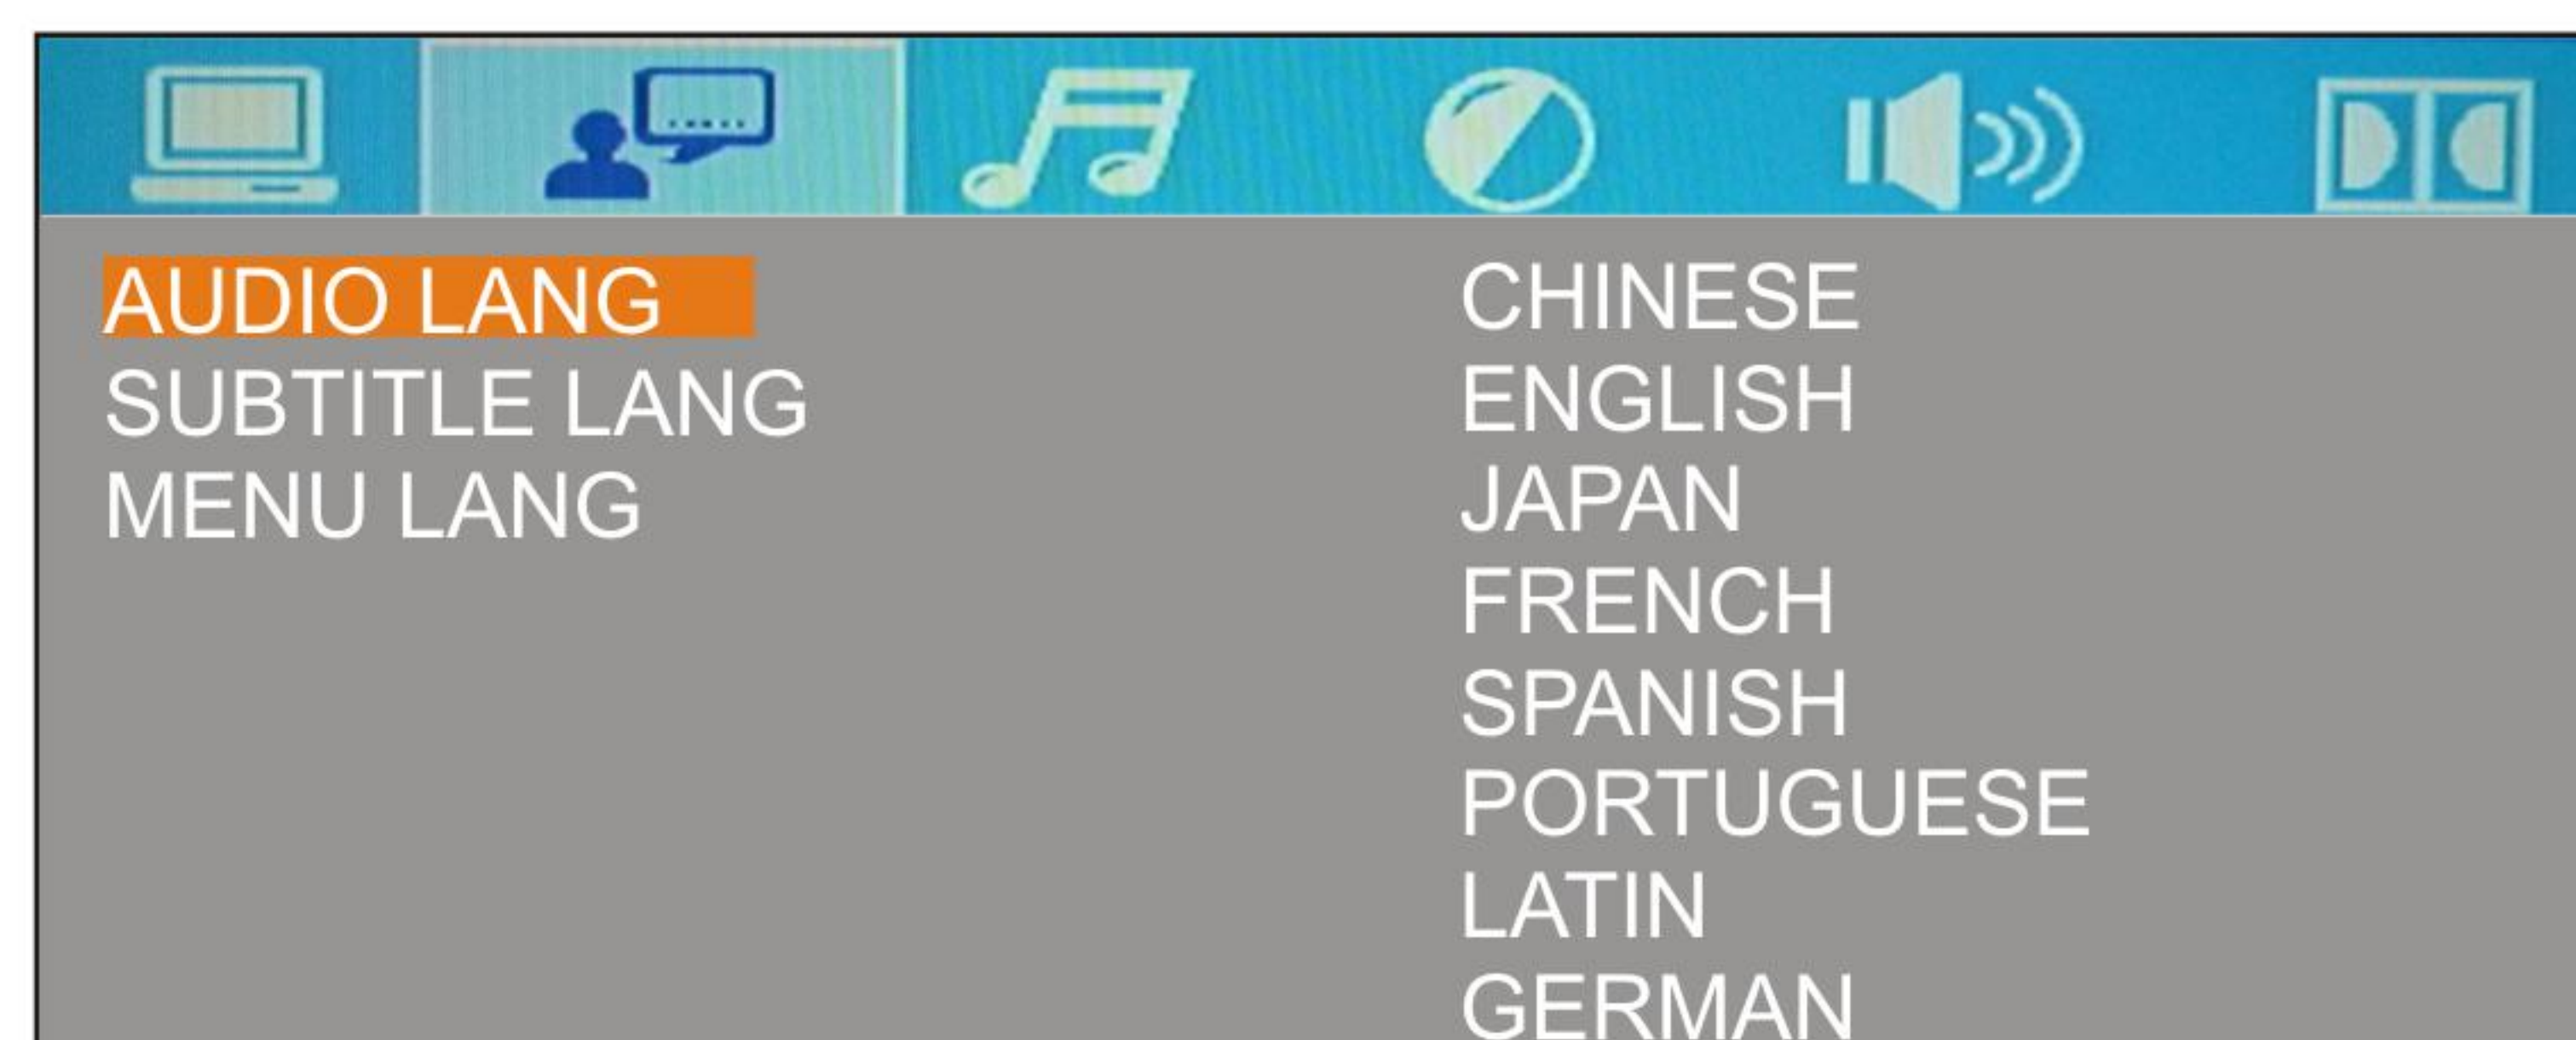 AUDIO LANG
SUBTITLE LANG
MENU LANG
CHINESE
ENGLISH
JAPAN
FRENCH
SPANISH
PORTUGUESE
LATIN
GERMAN